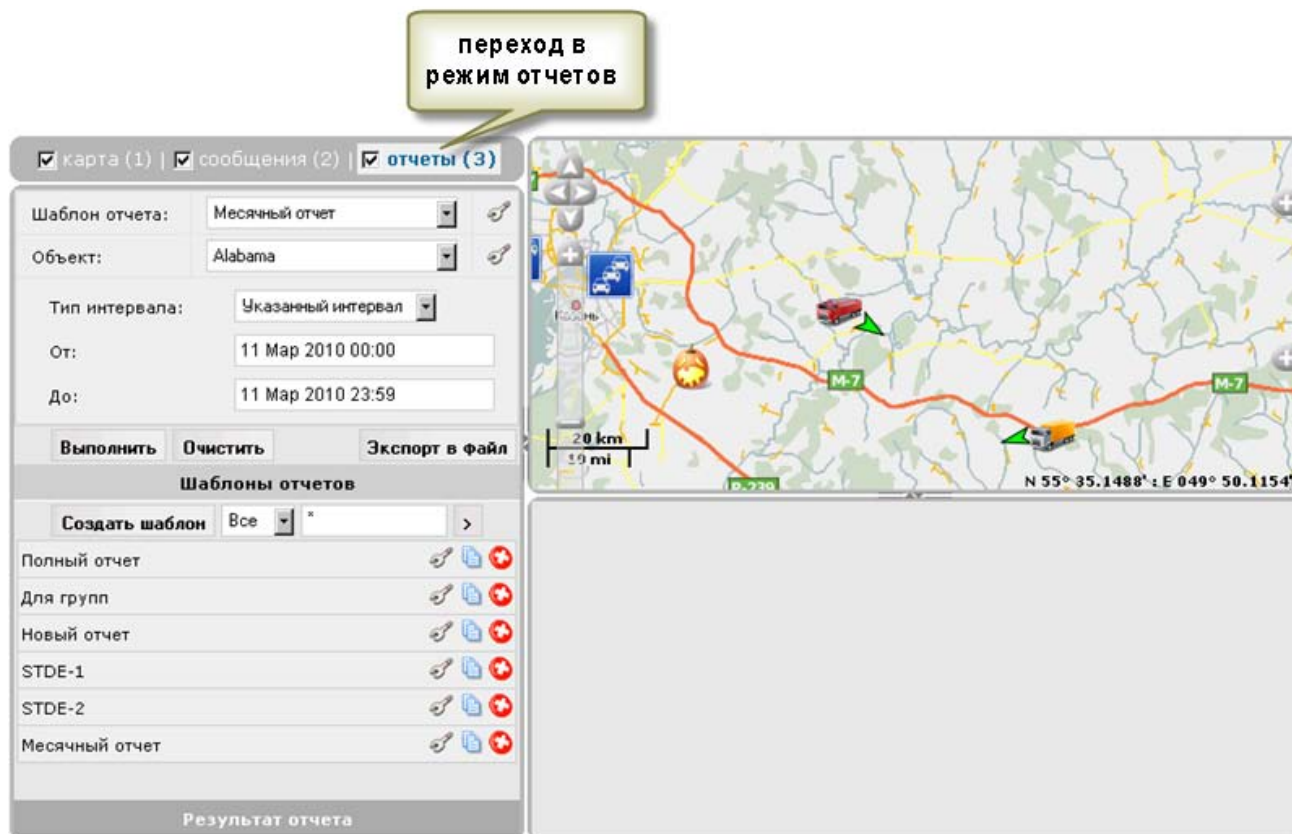 переход в
режим отчетов
карта (1) | сообщения (2) | отчеты (3)
Шаблон отчета: Месячный отчет
Объект: Alabama
Тип интервала: Указанный интервал
От: 11 Мар 2010 00:00
До: 11 Мар 2010 23:59
Выполнить Очистить Экспорт в файл
Шаблоны отчетов
Создать шаблон Все * >
Полный отчет
Для групп
Новый отчет
STDE-1
STDE-2
Месячный отчет
Результат отчета
Казань
M-7
M-7
20 km
10 mi
P-239
N 55° 35.1488' : E 049° 50.1154'